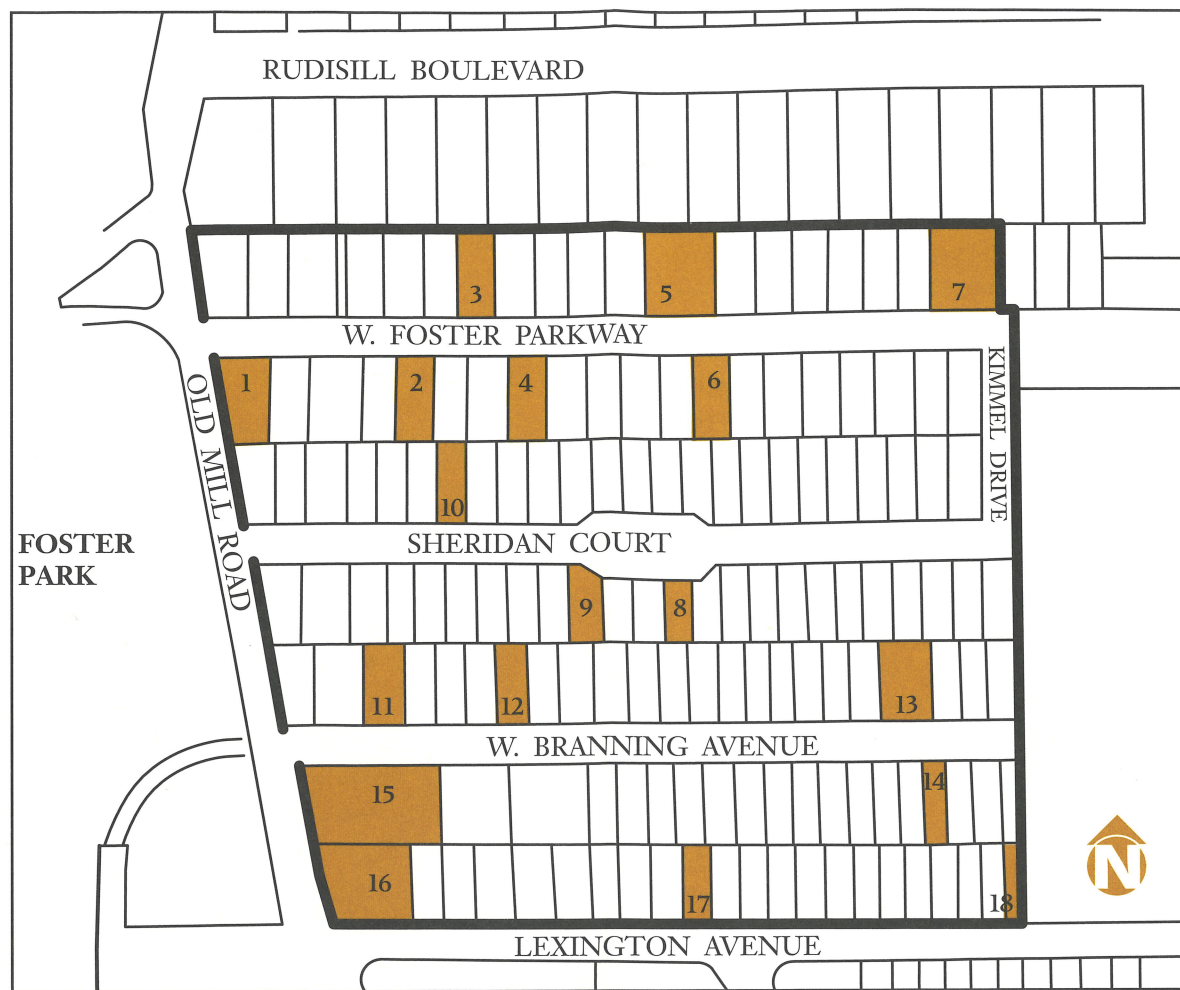 RUDISILL BOULEVARD
3
5
7
W. FOSTER PARKWAY
1
2
4
6
KIMMEL DRIVE
OLD MILL ROAD
10
FOSTER
PARK
SHERIDAN COURT
9
8
11
12
13
W. BRANNING AVENUE
15
14
16
17
18
N
LEXINGTON AVENUE